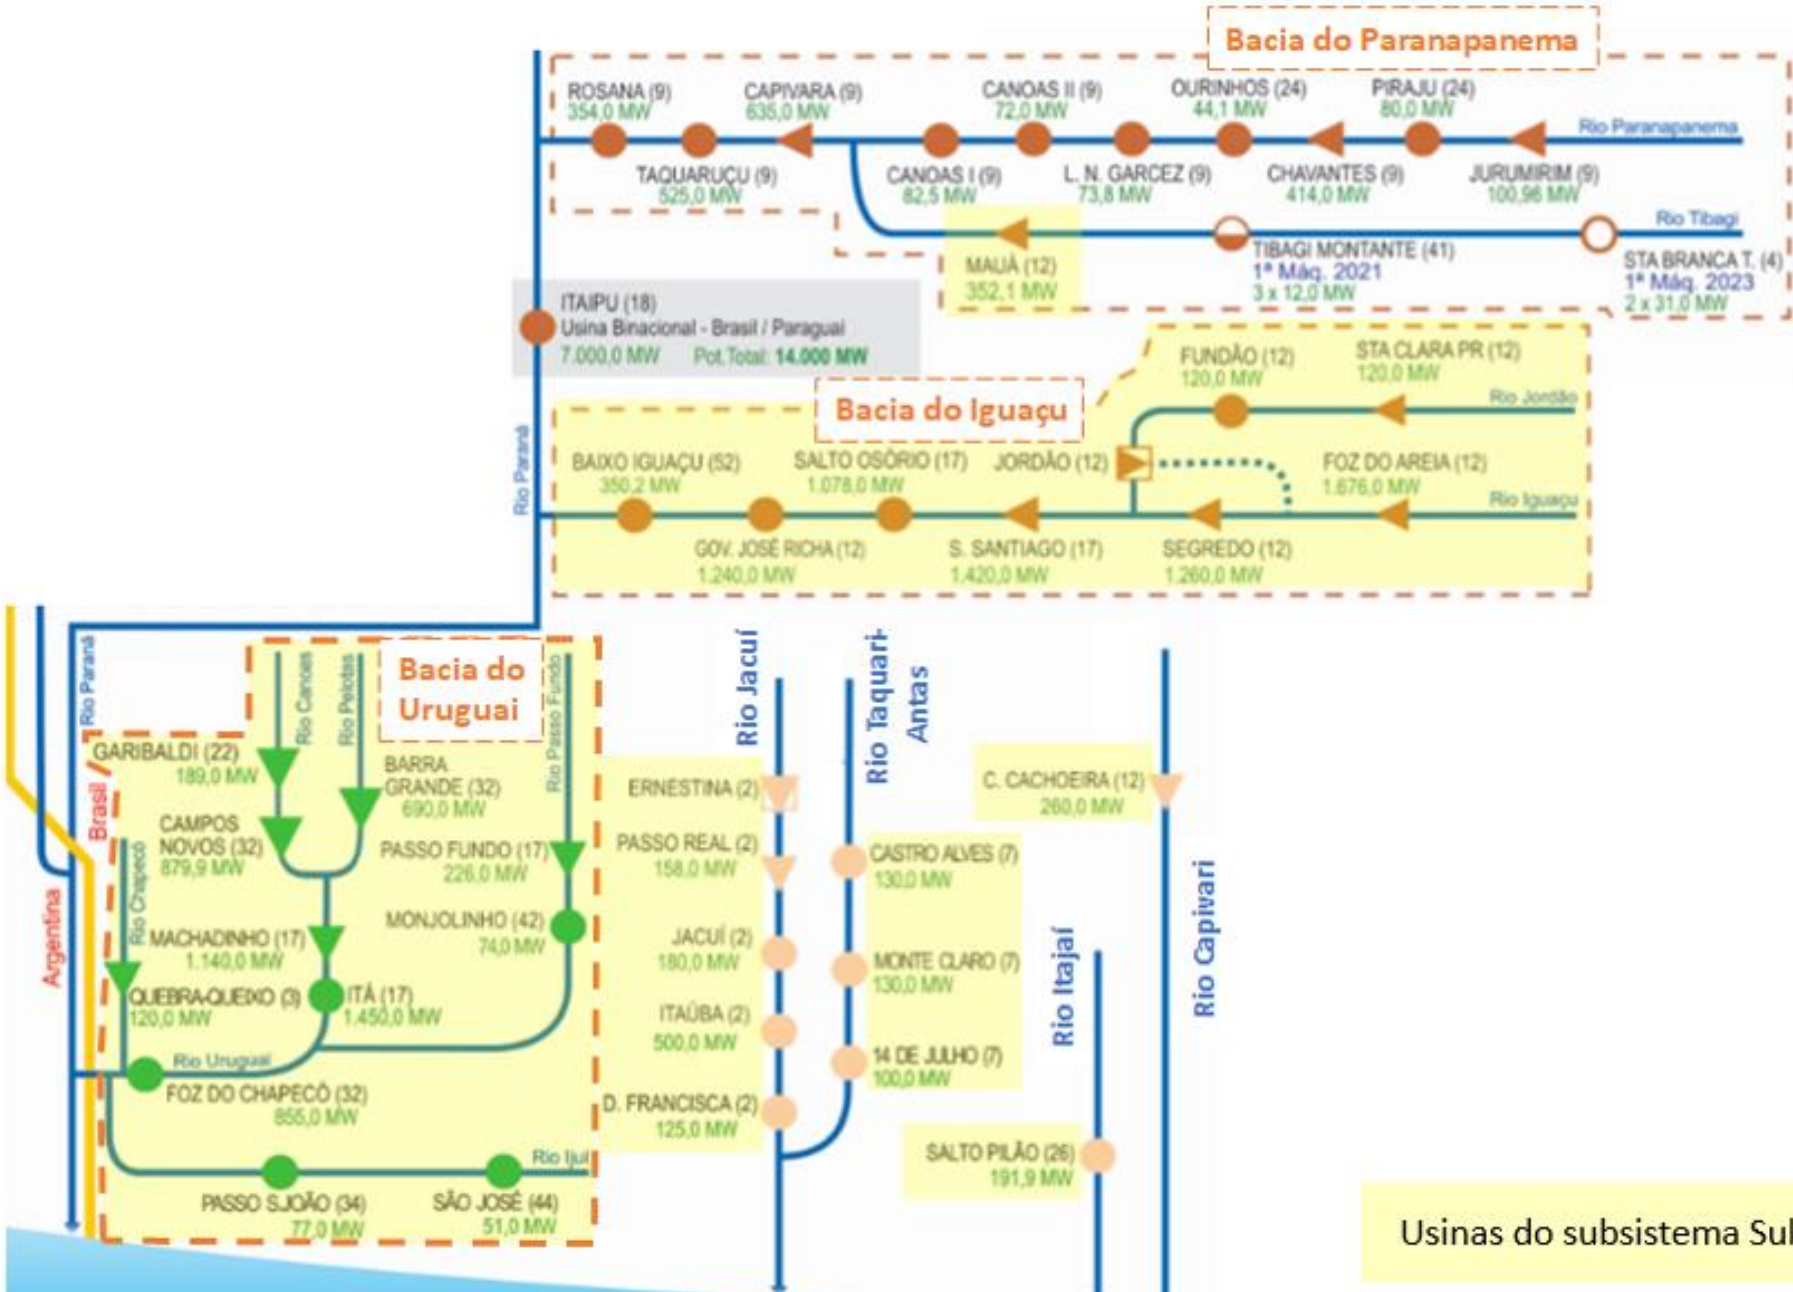 Bacia do Paranapanema
ROSANA (9)
354,0 MW
CAPIVARA (9)
635,0 MW
CANOAS II (9)
72,0 MW
OURINHOS (24)
44,1 MW
PIRAJU (24)
80,0 MW
Rio Paranapanema
TAQUARUÇU (9)
525,0 MW
CANOAS I (9)
82,5 MW
L. N. GARCEZ (9)
73,8 MW
CHAVANTES (9)
414,0 MW
JURUMIRIM (9)
100,96 MW
Rio Tibagi
MAUÁ (12)
352,1 MW
TIBAGI MONTANTE (41)
1ª Máq. 2021
3 x 12,0 MW
STA BRANCA T. (4)
1ª Máq. 2023
2 x 31,0 MW
ITAIPU (18)
Usina Binacional - Brasil / Paraguai
7.000,0 MW Pot.Total: 14.000 MW
Bacia do Iguaçu
FUNDÃO (12)
120,0 MW
STA CLARA PR (12)
120,0 MW
Rio Jordão
Rio Paraná
BAIXO IGUAÇU (52)
350,2 MW
SALTO OSÓRIO (17)
1.078,0 MW
JORDÃO (12)
FOZ DO AREIA (12)
1.676,0 MW
Rio Iguaçu
GOV. JOSÉ RICHA (12)
1.240,0 MW
S. SANTIAGO (17)
1.420,0 MW
SEGREDO (12)
1.260,0 MW
Rio Paraná
Bacia do
Uruguai
Rio Canoas
Rio Pelotas
Rio Passo Fundo
GARIBALDI (22)
189,0 MW
BARRA
GRANDE (32)
690,0 MW
Brasil
Argentina
CAMPOS
NOVOS (32)
879,9 MW
PASSO FUNDO (17)
226,0 MW
Rio Chapecó
MACHADINHO (17)
1.140,0 MW
MONJOLINHO (42)
74,0 MW
QUEBRA-QUEIXO (3)
120,0 MW
ITÁ (17)
1.450,0 MW
Rio Uruguai
FOZ DO CHAPECÓ (32)
855,0 MW
Rio Ijuí
PASSO S.JOÃO (34)
77,0 MW
SÃO JOSÉ (44)
51,0 MW
Rio Jacuí
ERNESTINA (2)
PASSO REAL (2)
158,0 MW
JACUÍ (2)
180,0 MW
ITAÚBA (2)
500,0 MW
D. FRANCISCA (2)
125,0 MW
Rio Taquari-
Antas
CASTRO ALVES (7)
130,0 MW
MONTE CLARO (7)
130,0 MW
14 DE JULHO (7)
100,0 MW
C. CACHOEIRA (12)
260,0 MW
Rio Capivari
Rio Itajaí
SALTO PILÃO (26)
191,9 MW
Usinas do subsistema Sul